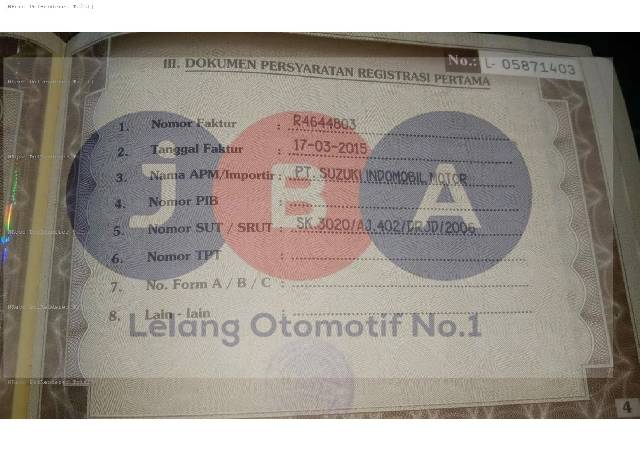 No.: L- 05871403
III. DOKUMEN PERSYARATAN REGISTRASI PERTAMA
1. Nomor Faktur : R4644803
2. Tanggal Faktur : 17-03-2015
3. Nama APM/Importir : PT. SUZUKI INDOMOBIL MOTOR
4. Nomor PIB :
5. Nomor SUT / SRUT : SK.3020/AJ.402/DRJD/2006
6. Nomor TPT :
7. No. Form A / B / C :
8. Lain - lain :
jBA
Lelang Otomotif No.1
4